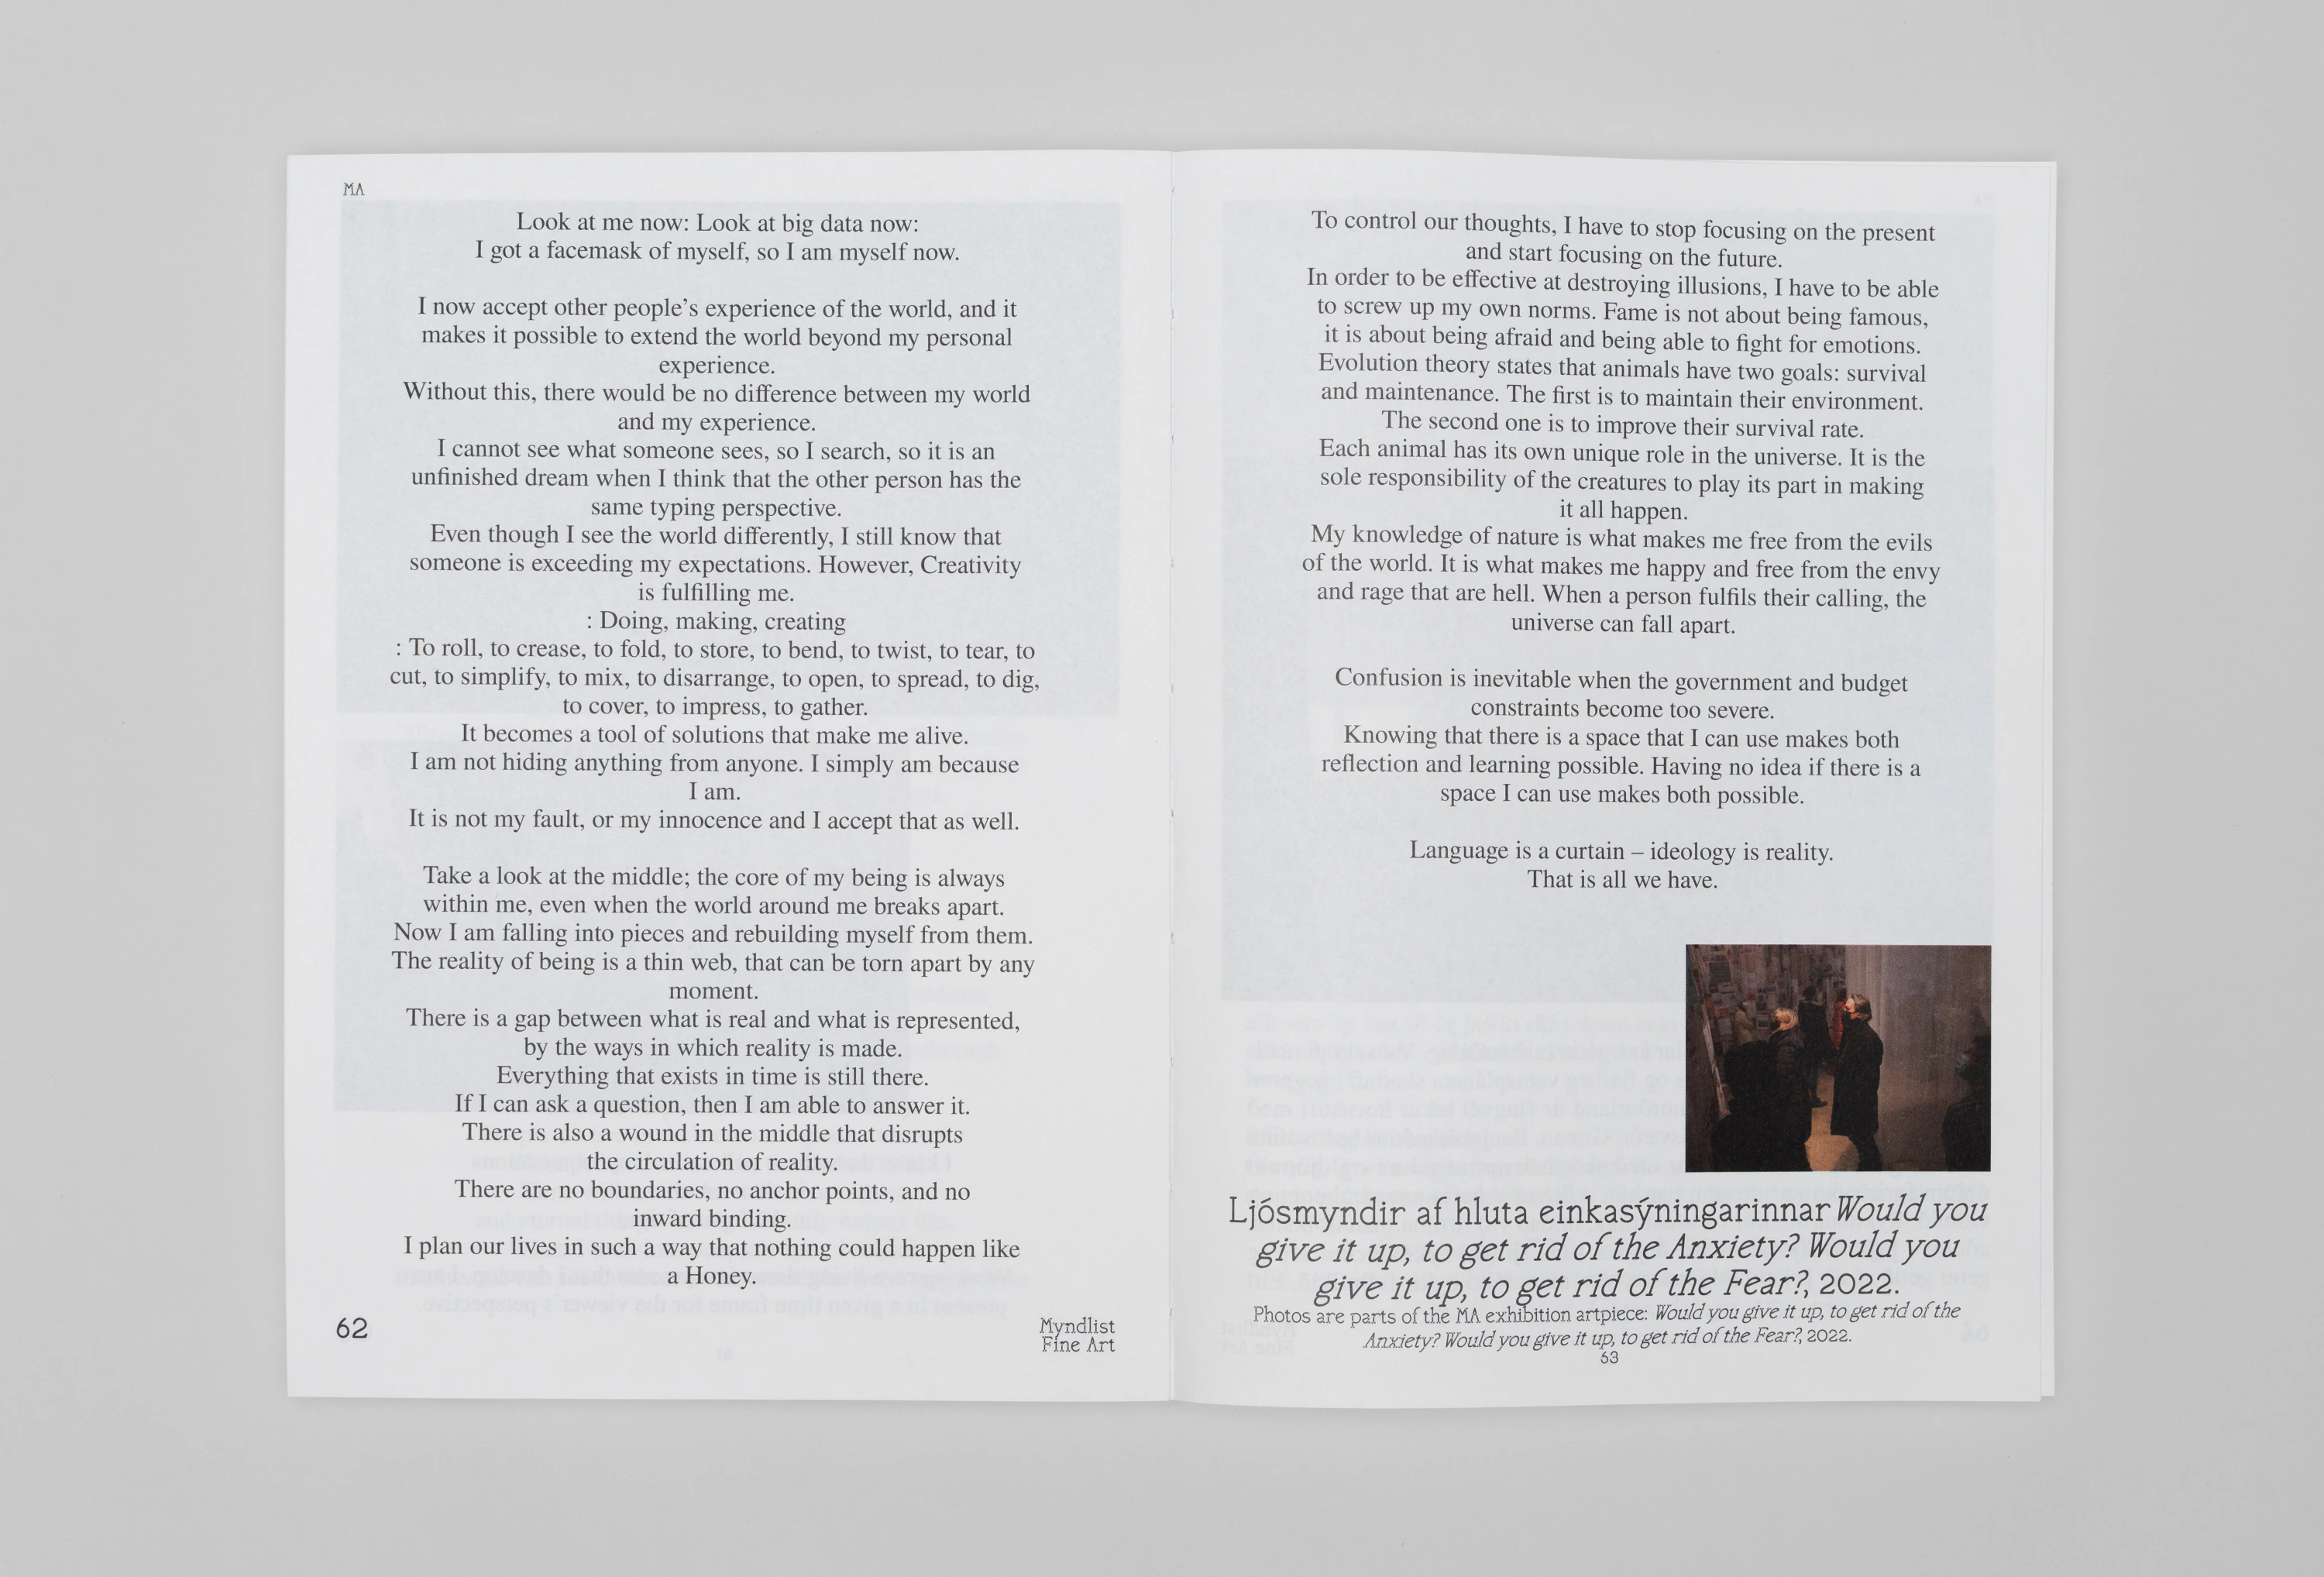 MA
Look at me now: Look at big data now:
I got a facemask of myself, so I am myself now.
I now accept other people’s experience of the world, and it
makes it possible to extend the world beyond my personal
experience.
Without this, there would be no difference between my world
and my experience.
I cannot see what someone sees, so I search, so it is an
unfinished dream when I think that the other person has the
same typing perspective.
Even though I see the world differently, I still know that
someone is exceeding my expectations. However, Creativity
is fulfilling me.
: Doing, making, creating
: To roll, to crease, to fold, to store, to bend, to twist, to tear, to
cut, to simplify, to mix, to disarrange, to open, to spread, to dig,
to cover, to impress, to gather.
It becomes a tool of solutions that make me alive.
I am not hiding anything from anyone. I simply am because
I am.
It is not my fault, or my innocence and I accept that as well.
Take a look at the middle; the core of my being is always
within me, even when the world around me breaks apart.
Now I am falling into pieces and rebuilding myself from them.
The reality of being is a thin web, that can be torn apart by any
moment.
There is a gap between what is real and what is represented,
by the ways in which reality is made.
Everything that exists in time is still there.
If I can ask a question, then I am able to answer it.
There is also a wound in the middle that disrupts
the circulation of reality.
There are no boundaries, no anchor points, and no
inward binding.
I plan our lives in such a way that nothing could happen like
a Honey.
62
Myndlist
Fine Art
To control our thoughts, I have to stop focusing on the present
and start focusing on the future.
In order to be effective at destroying illusions, I have to be able
to screw up my own norms. Fame is not about being famous,
it is about being afraid and being able to fight for emotions.
Evolution theory states that animals have two goals: survival
and maintenance. The first is to maintain their environment.
The second one is to improve their survival rate.
Each animal has its own unique role in the universe. It is the
sole responsibility of the creatures to play its part in making
it all happen.
My knowledge of nature is what makes me free from the evils
of the world. It is what makes me happy and free from the envy
and rage that are hell. When a person fulfils their calling, the
universe can fall apart.
Confusion is inevitable when the government and budget
constraints become too severe.
Knowing that there is a space that I can use makes both
reflection and learning possible. Having no idea if there is a
space I can use makes both possible.
Language is a curtain – ideology is reality.
That is all we have.
Ljósmyndir af hluta einkasýningarinnar Would you
give it up, to get rid of the Anxiety? Would you
give it up, to get rid of the Fear?, 2022.
Photos are parts of the MA exhibition artpiece: Would you give it up, to get rid of the
Anxiety? Would you give it up, to get rid of the Fear?, 2022.
63